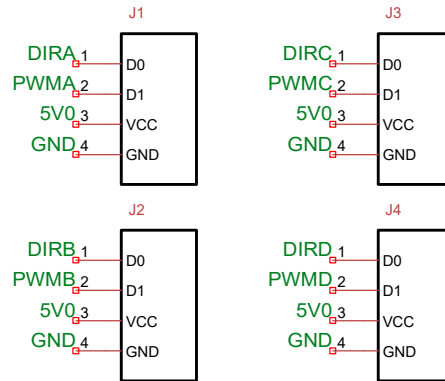 J1
DIRA 1 D0
PWMA 2 D1
5V0 3 VCC
GND 4 GND
J3
DIRC 1 D0
PWMC 2 D1
5V0 3 VCC
GND 4 GND
J2
DIRB 1 D0
PWMB 2 D1
5V0 3 VCC
GND 4 GND
J4
DIRD 1 D0
PWMD 2 D1
5V0 3 VCC
GND 4 GND